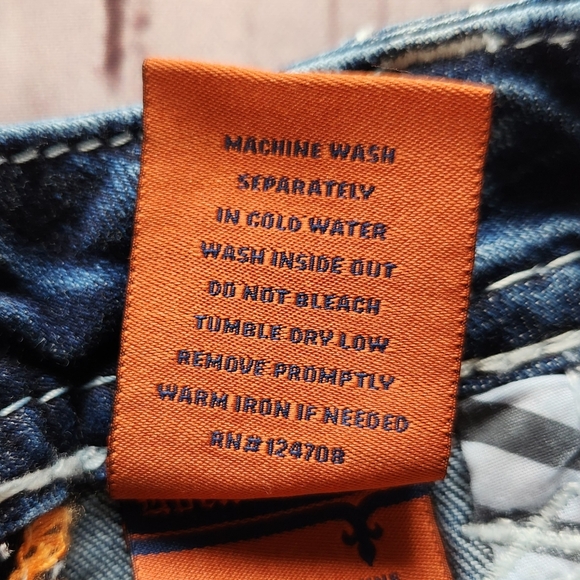 MACHINE WASH
SEPARATELY
IN COLD WATER
WASH INSIDE OUT
DO NOT BLEACH
TUMBLE DRY LOW
REMOVE PROMPTLY
WARM IRON IF NEEDED
RN# 124708